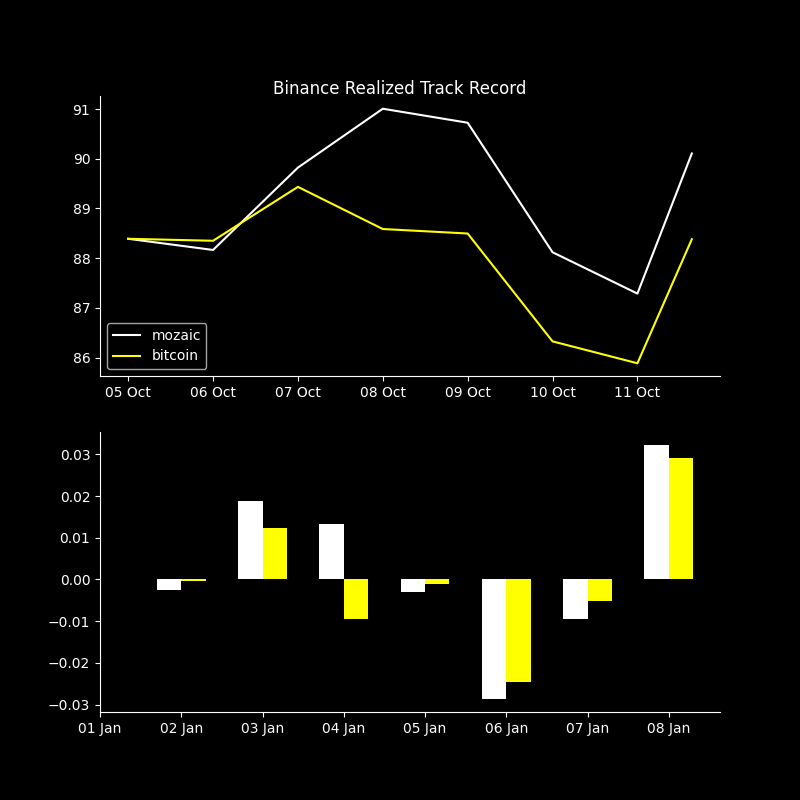 Binance Realized Track Record
91
90
89
88
87
86
mozaic
bitcoin
05 Oct 06 Oct 07 Oct 08 Oct 09 Oct 10 Oct 11 Oct
0.03
0.02
0.01
0.00
−0.01
−0.02
−0.03
01 Jan 02 Jan 03 Jan 04 Jan 05 Jan 06 Jan 07 Jan 08 Jan